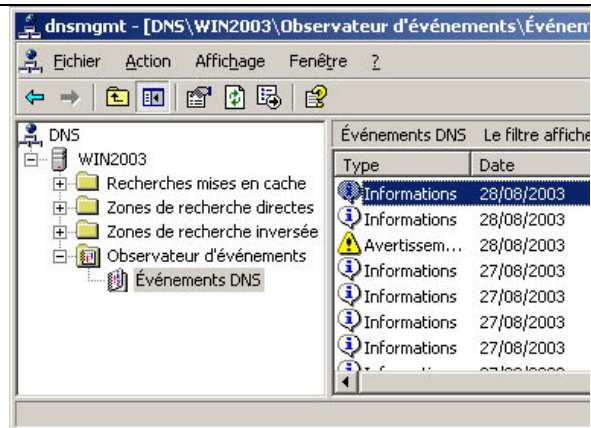 dnsmgmt - [DNS\WIN2003\Observateur d'événements\Événem
Fichier Action Affichage Fenêtre ?
DNS
WIN2003
Recherches mises en cache
Zones de recherche directes
Zones de recherche inversée
Observateur d'événements
Événements DNS
Événements DNS Le filtre affiche
Type Date
Informations 28/08/2003
Informations 28/08/2003
Avertissem... 28/08/2003
Informations 27/08/2003
Informations 27/08/2003
Informations 27/08/2003
Informations 27/08/2003